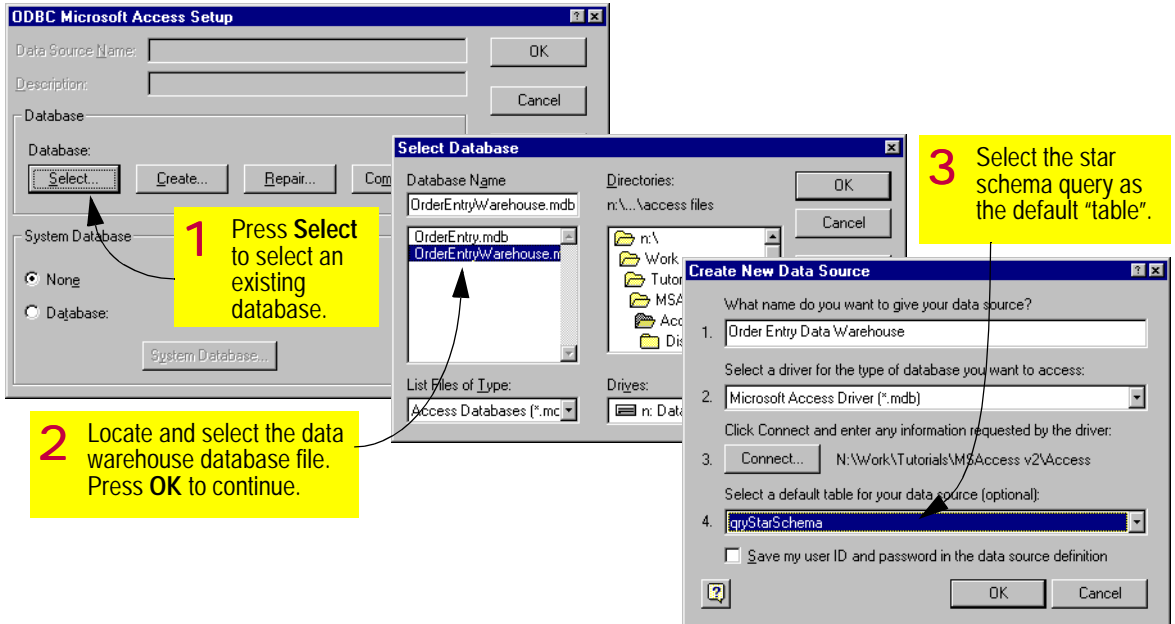 ODBC Microsoft Access Setup
Data Source Name:
Description:
OK
Cancel
Database
Database:
Select...
Create...
Repair...
Com
System Database
None
Database:
System Database...
1 Press Select
to select an
existing
database.
Select Database
Database Name
OrderEntryWarehouse.mdb
OrderEntry.mdb
OrderEntryWarehouse.m
List Files of Type:
Access Databases (*.mc
Directories:
n:\...\access files
n:\
Work
Tutor
MSA
Acc
Dis
Drives:
n: Data
OK
Cancel
2 Locate and select the data
warehouse database file.
Press OK to continue.
3 Select the star
schema query as
the default “table”.
Create New Data Source
What name do you want to give your data source?
1. Order Entry Data Warehouse
Select a driver for the type of database you want to access:
2. Microsoft Access Driver (*.mdb)
Click Connect and enter any information requested by the driver:
3. Connect... N:\Work\Tutorials\MSAccess v2\Access
Select a default table for your data source (optional):
4. qryStarSchema
Save my user ID and password in the data source definition
OK
Cancel